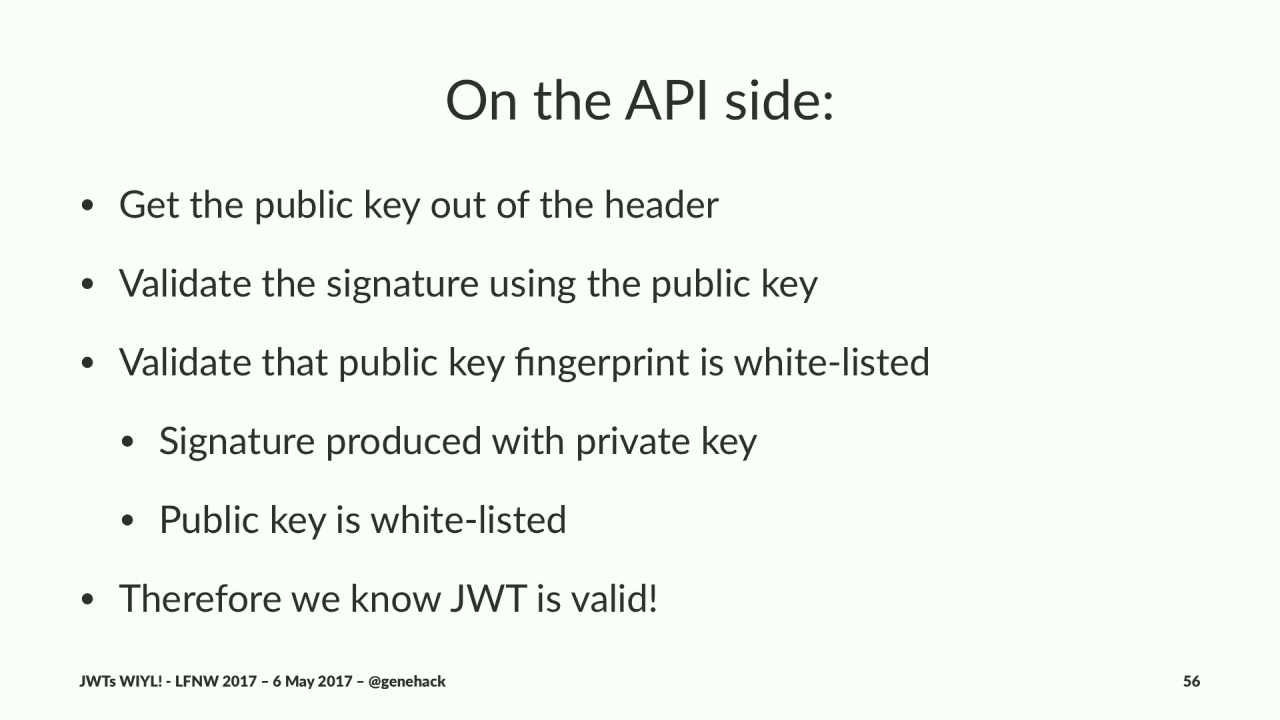 On the API side:
• Get the public key out of the header
• Validate the signature using the public key
• Validate that public key fingerprint is white-listed
• Signature produced with private key
• Public key is white-listed
• Therefore we know JWT is valid!
JWTs WIYL! - LFNW 2017 – 6 May 2017 – @genehack
56